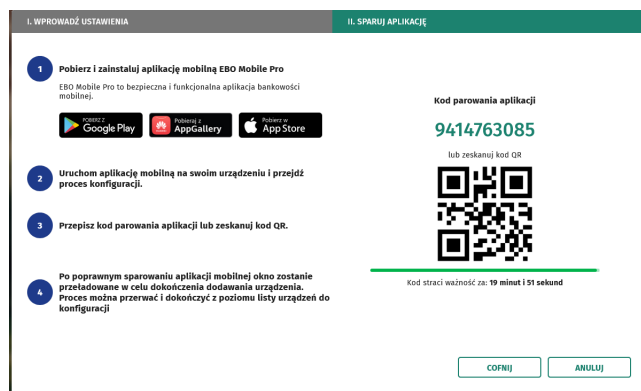 I. WPROWADŹ USTAWIENIA
II. SPARUJ APLIKACJĘ
1
Pobierz i zainstaluj aplikację mobilną EBO Mobile Pro
EBO Mobile Pro to bezpieczna i funkcjonalna aplikacja bankowości
mobilnej.
POBIERZ Z
Google Play
Pobieraj z
AppGallery
Pobierz w
App Store
2
Uruchom aplikację mobilną na swoim urządzeniu i przejdź
proces konfiguracji.
3
Przepisz kod parowania aplikacji lub zeskanuj kod QR.
4
Po poprawnym sparowaniu aplikacji mobilnej okno zostanie
przeładowane w celu dokończenia dodawania urządzenia.
Proces można przerwać i dokończyć z poziomu listy urządzeń do
konfiguracji
Kod parowania aplikacji
9414763085
lub zeskanuj kod QR
Kod straci ważność za: 19 minut i 51 sekund
COFNIJ
ANULUJ